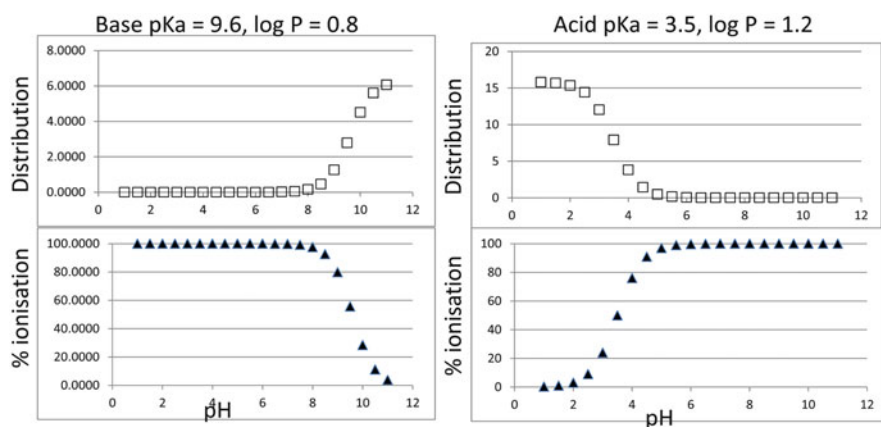 Base pKa = 9.6, log P = 0.8
Distribution
8.0000
6.0000
4.0000
2.0000
0.0000
0 2 4 6 8 10 12
% ionisation
100.0000
80.0000
60.0000
40.0000
20.0000
0.0000
0 2 4 6 8 10 12
pH
Acid pKa = 3.5, log P = 1.2
Distribution
20
15
10
5
0
0 2 4 6 8 10 12
% ionisation
100
80
60
40
20
0
0 2 4 6 8 10 12
pH